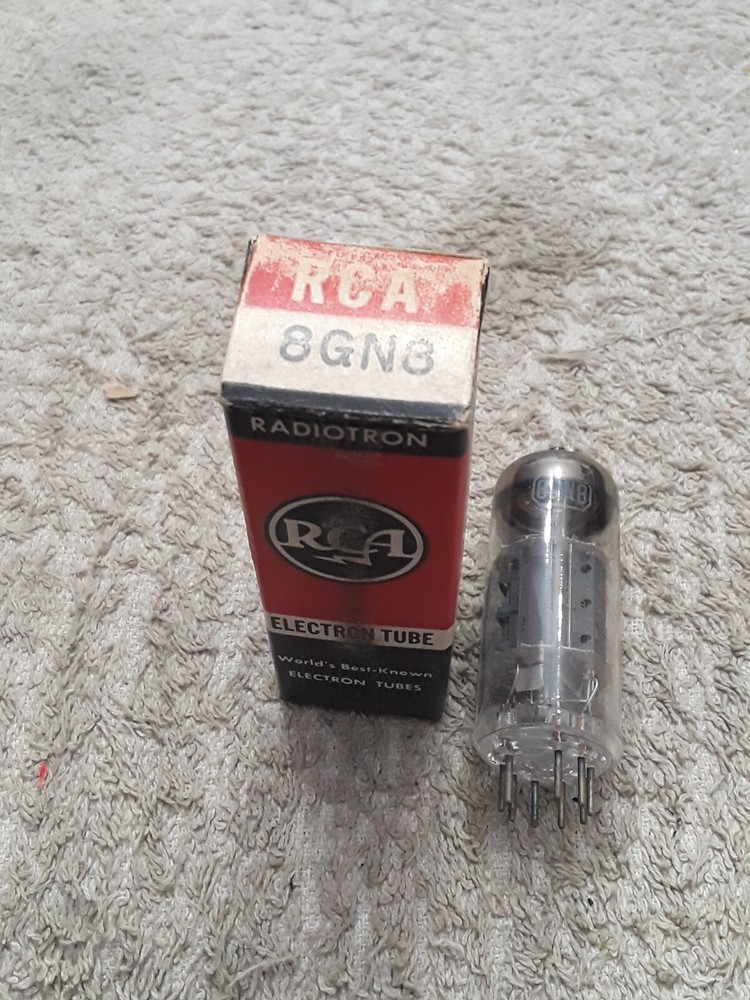 RCA
8GN8
RADIOTRON
RCA
ELECTRON TUBE
World's Best-Known
ELECTRON TUBES
8GN8